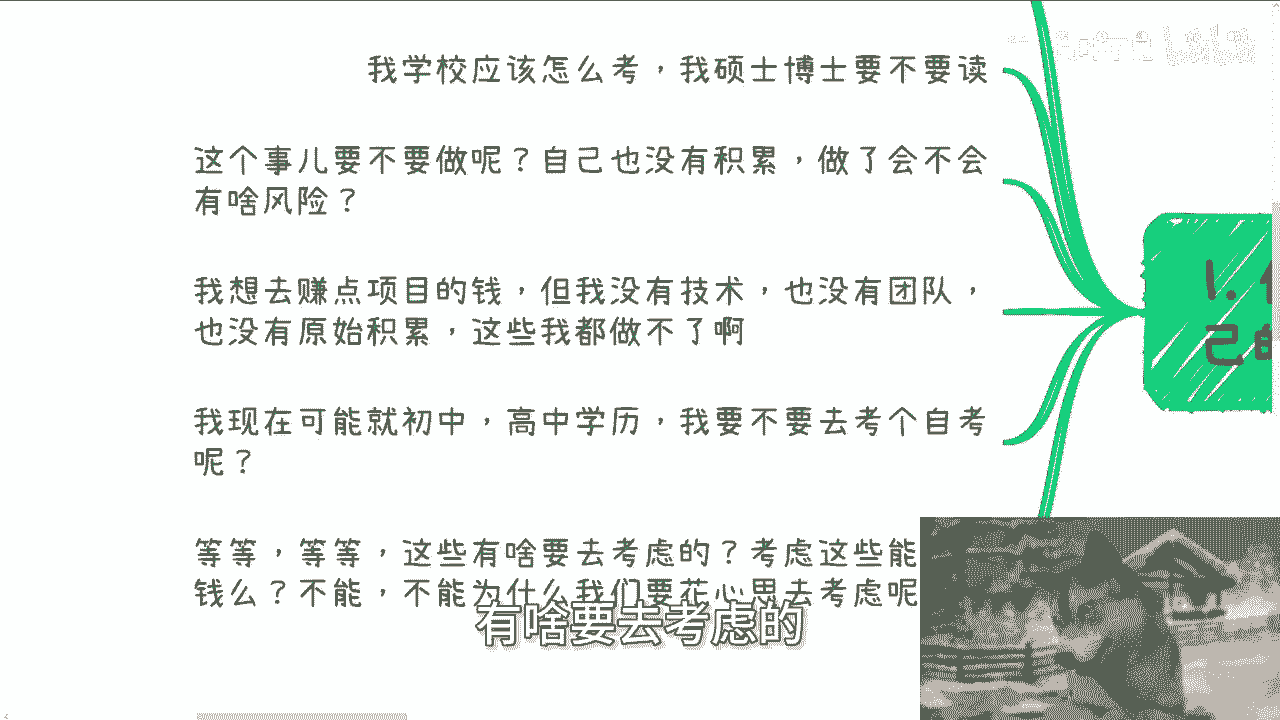 我学校应该怎么考，我硕士博士要不要读
这个事儿要不要做呢？自己也没有积累，做了会不会
有啥风险？
我想去赚点项目的钱，但我没有技术，也没有团队，
也没有原始积累，这些我都做不了啊
我现在可能就初中，高中学历，我要不要去考个自考
呢？
等等，等等，这些有啥要去考虑的？考虑这些能
钱么？不能，不能为什么我们要花心思去考虑呢
有啥要去考虑的
1.
己的